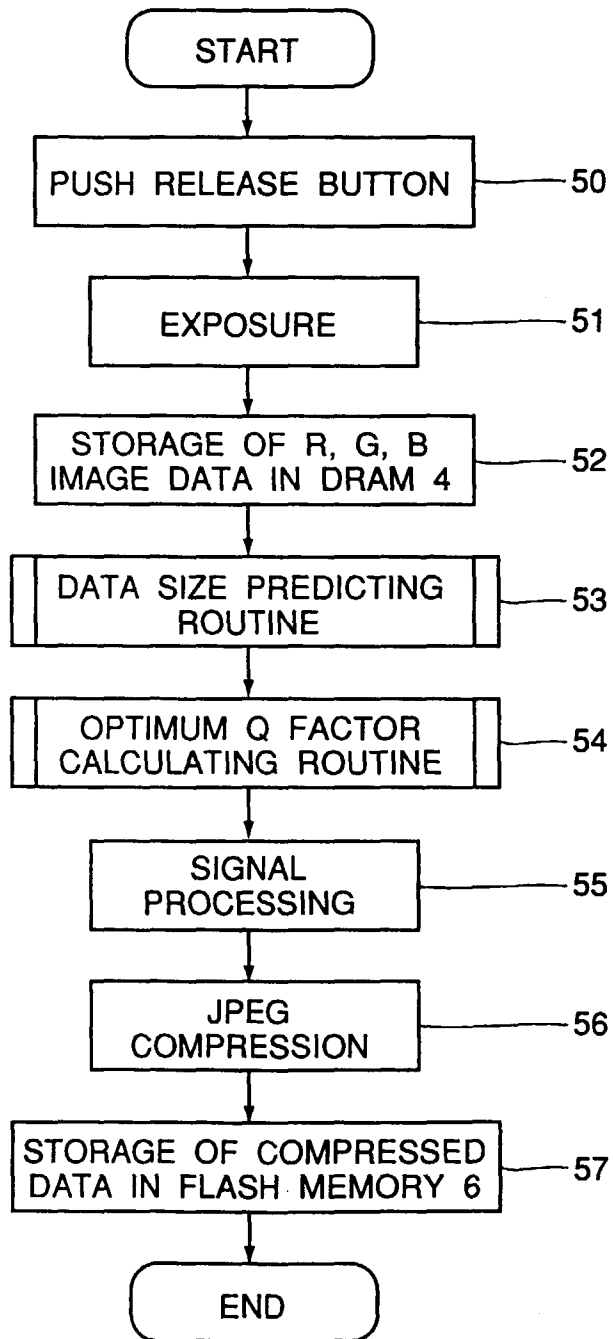 START
PUSH RELEASE BUTTON
50
EXPOSURE
51
STORAGE OF R, G, B
IMAGE DATA IN DRAM 4
52
DATA SIZE PREDICTING
ROUTINE
53
OPTIMUM Q FACTOR
CALCULATING ROUTINE
54
SIGNAL
PROCESSING
55
JPEG
COMPRESSION
56
STORAGE OF COMPRESSED
DATA IN FLASH MEMORY 6
57
END